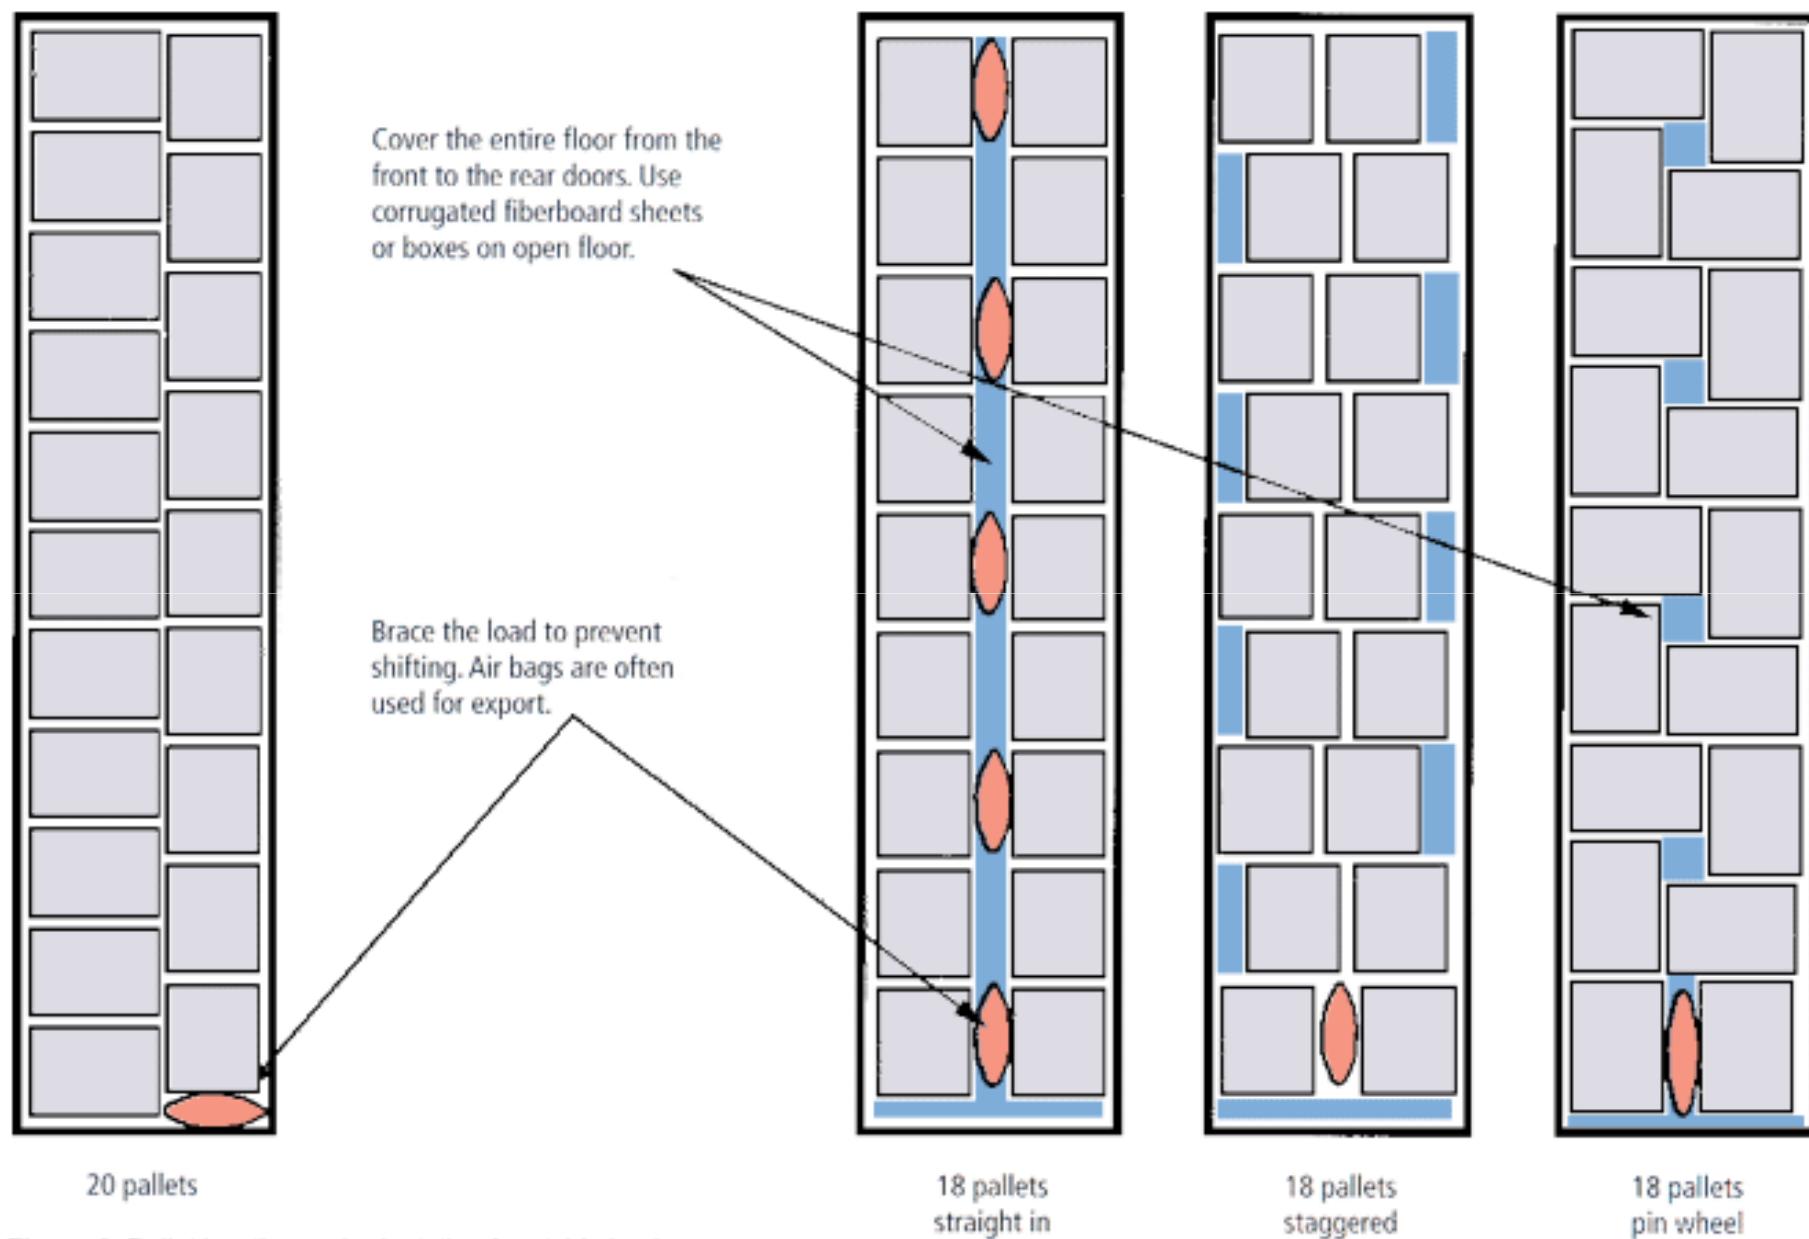 Cover the entire floor from the
front to the rear doors. Use
corrugated fiberboard sheets
or boxes on open floor.
Brace the load to prevent
shifting. Air bags are often
used for export.
20 pallets
18 pallets
straight in
18 pallets
staggered
18 pallets
pin wheel